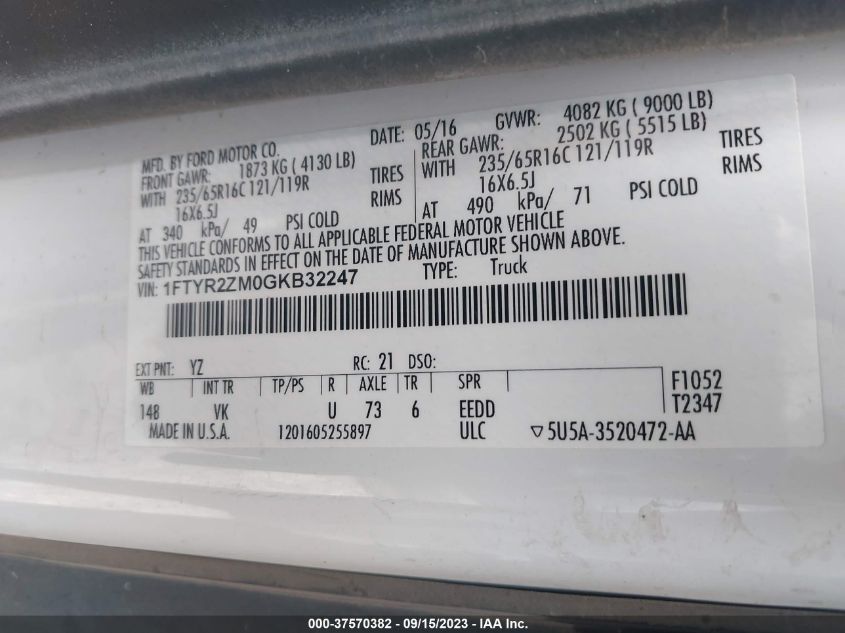 MFD. BY FORD MOTOR CO. DATE: 05/16 GVWR: 4082 KG ( 9000 LB)
FRONT GAWR: 1873 KG ( 4130 LB) REAR GAWR: 2502 KG ( 5515 LB)
WITH 235/65R16C 121/119R TIRES WITH 235/65R16C 121/119R TIRES
16X6.5J RIMS 16X6.5J RIMS
AT 340 kPa/ 49 PSI COLD AT 490 kPa/ 71 PSI COLD
THIS VEHICLE CONFORMS TO ALL APPLICABLE FEDERAL MOTOR VEHICLE
SAFETY STANDARDS IN EFFECT ON THE DATE OF MANUFACTURE SHOWN ABOVE.
VIN: 1FTYR2ZM0GKB32247 TYPE: Truck
EXT PNT: YZ RC: 21 DSO:
WB INT TR TP/PS R AXLE TR SPR F1052
148 VK U 73 6 EEDD T2347
MADE IN U.S.A. 1201605255897 ULC ▽5U5A-3520472-AA
000-37570382 - 09/15/2023 - IAA Inc.